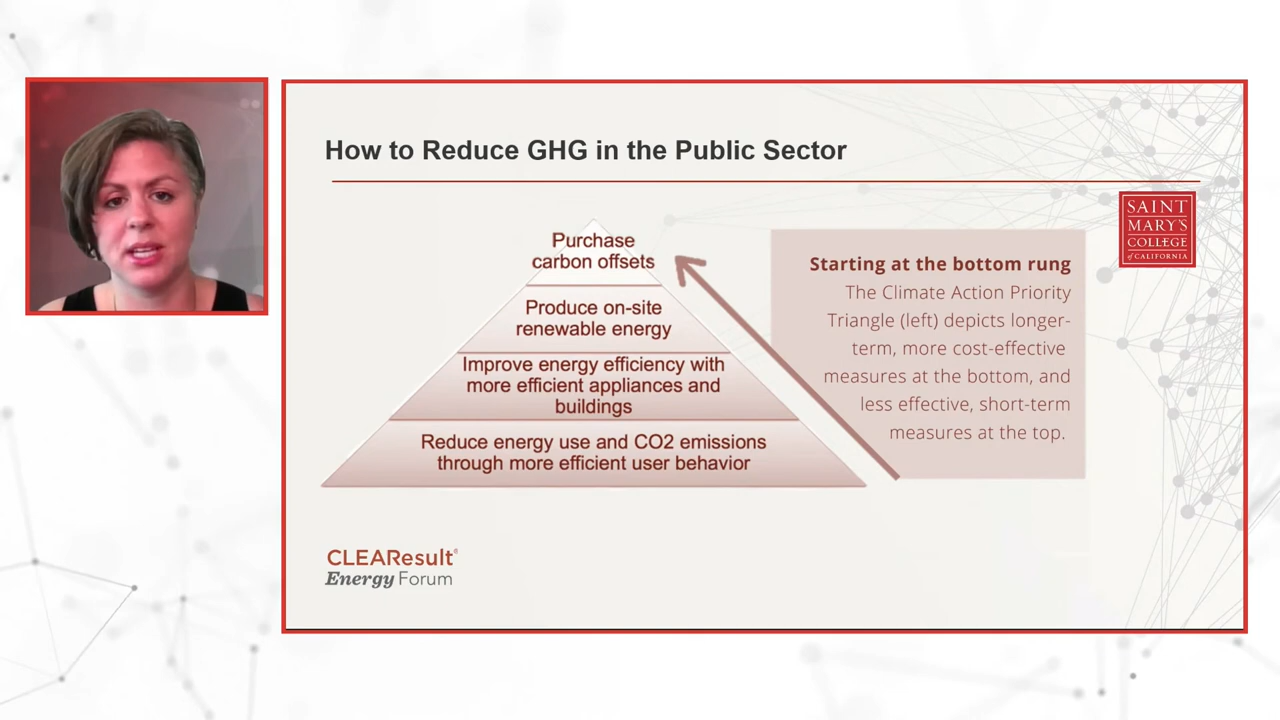 How to Reduce GHG in the Public Sector
Purchase
carbon offsets
Produce on-site
renewable energy
Improve energy efficiency with
more efficient appliances and
buildings
Reduce energy use and CO2 emissions
through more efficient user behavior
SAINT
MARY'S
COLLEGE
of CALIFORNIA
Starting at the bottom rung
The Climate Action Priority
Triangle (left) depicts longer-
term, more cost-effective
measures at the bottom, and
less effective, short-term
measures at the top.
CLEAResult®
Energy Forum